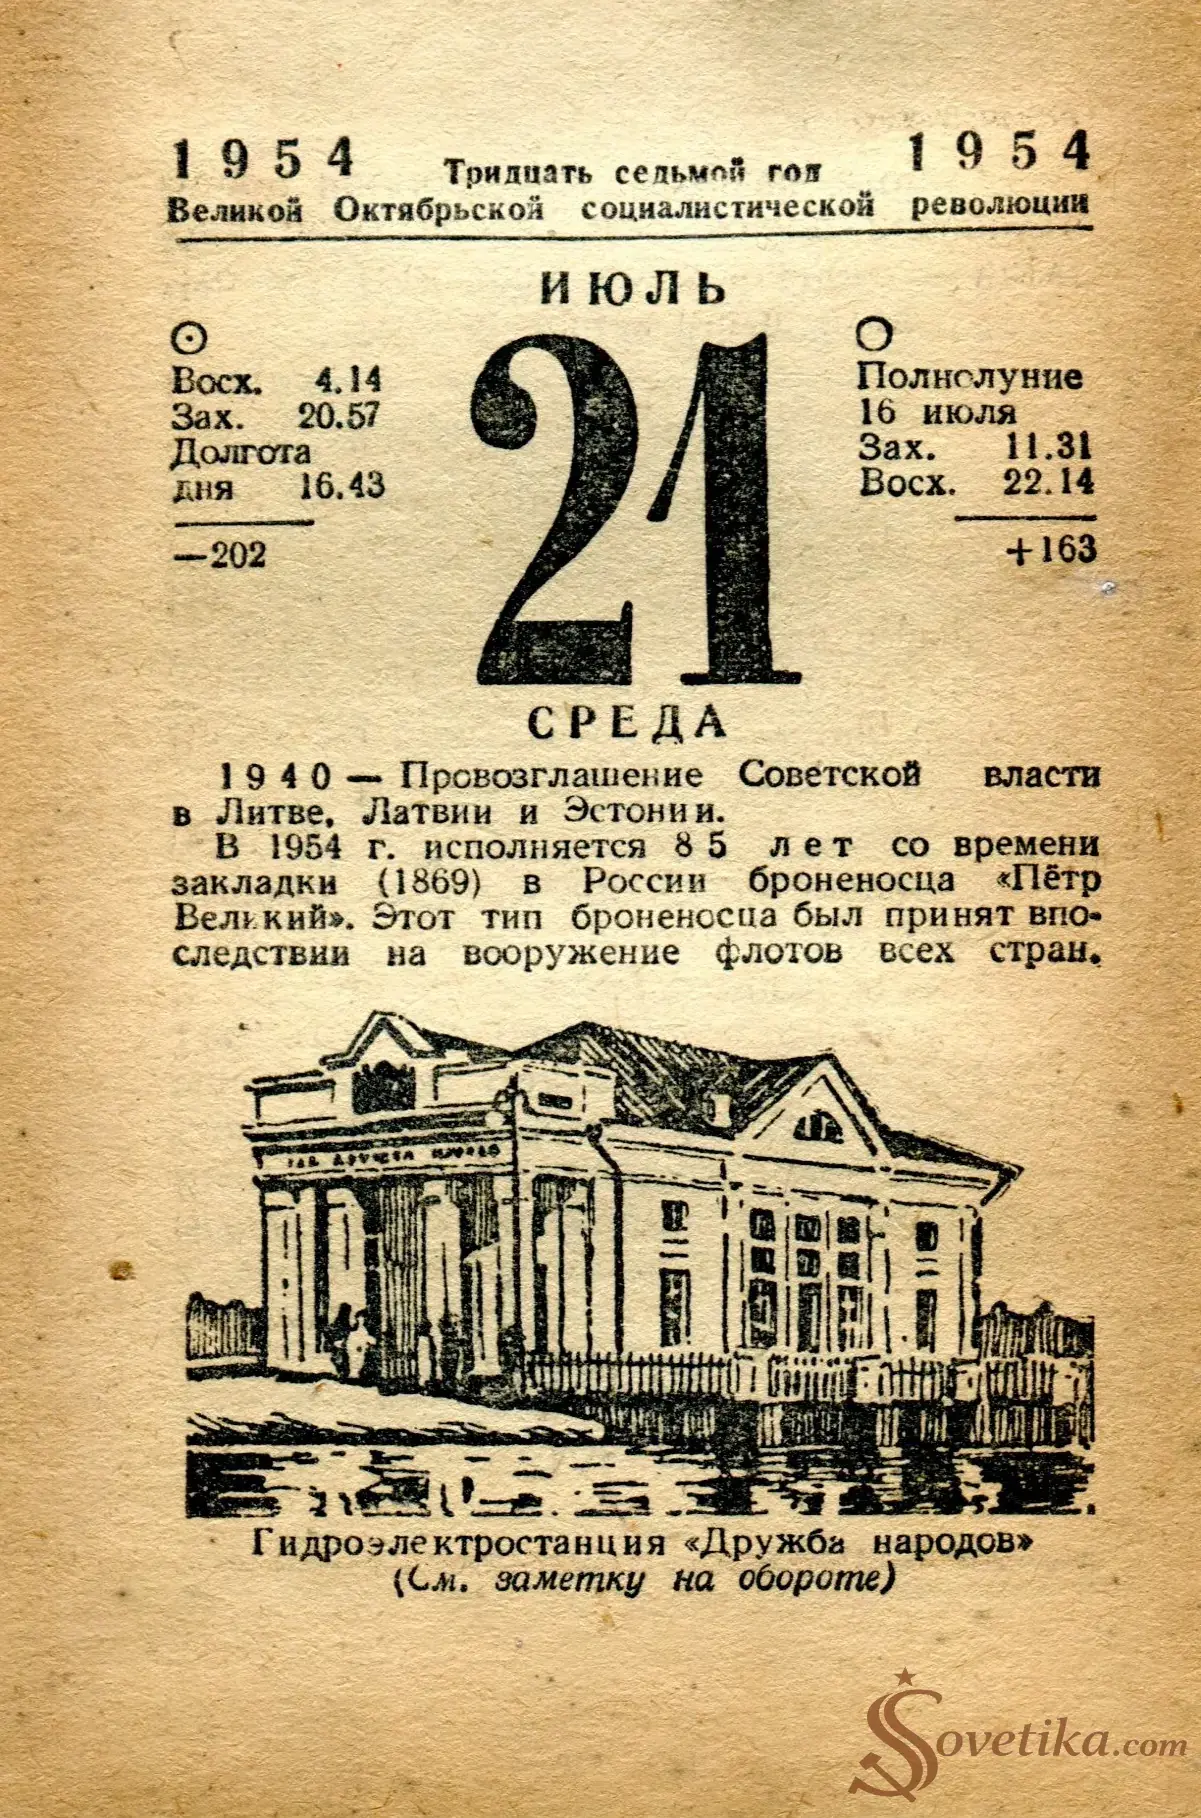 1954 Тридцать седьмой год 1954
Великой Октябрьской социалистической революции
ИЮЛЬ
Восх. 4.14
Зах. 20.57
Долгота
дня 16.43
—202
21
Полнолуние
16 июля
Зах. 11.31
Восх. 22.14
+163
СРЕДА
1940 — Провозглашение Советской власти
в Литве, Латвии и Эстонии.
В 1954 г. исполняется 85 лет со времени
закладки (1869) в России броненосца «Пётр
Великий». Этот тип броненосца был принят впо-
следствии на вооружение флотов всех стран.
Гидроэлектростанция «Дружба народов»
(См. заметку на обороте)
Sovetika.com